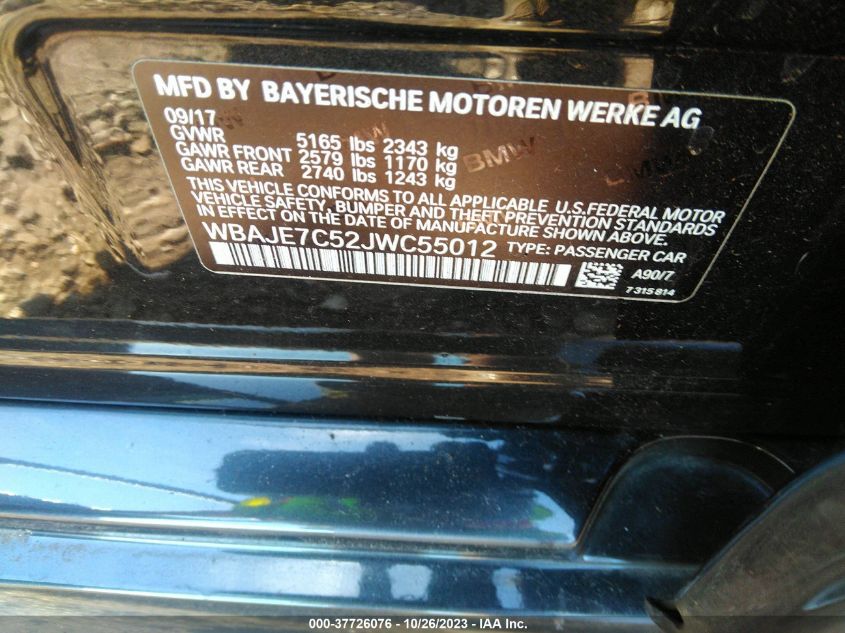 MFD BY BAYERISCHE MOTOREN WERKE AG
09/17
GVWR 5165 lbs 2343 kg
GAWR FRONT 2579 lbs 1170 kg
GAWR REAR 2740 lbs 1243 kg
THIS VEHICLE CONFORMS TO ALL APPLICABLE U.S.FEDERAL MOTOR
VEHICLE SAFETY, BUMPER AND THEFT PREVENTION STANDARDS
IN EFFECT ON THE DATE OF MANUFACTURE SHOWN ABOVE.
WBAJE7C52JWC55012 TYPE: PASSENGER CAR
A90/7
7 315 814
BMW
000-37726076 - 10/26/2023 - IAA Inc.